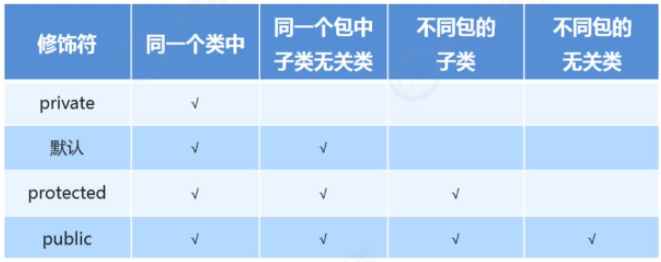 修饰符 同一个类中 同一个包中 不同包的 不同包的
子类无关类 子类 无关类
private √
默认 √ √
protected √ √ √
public √ √ √ √